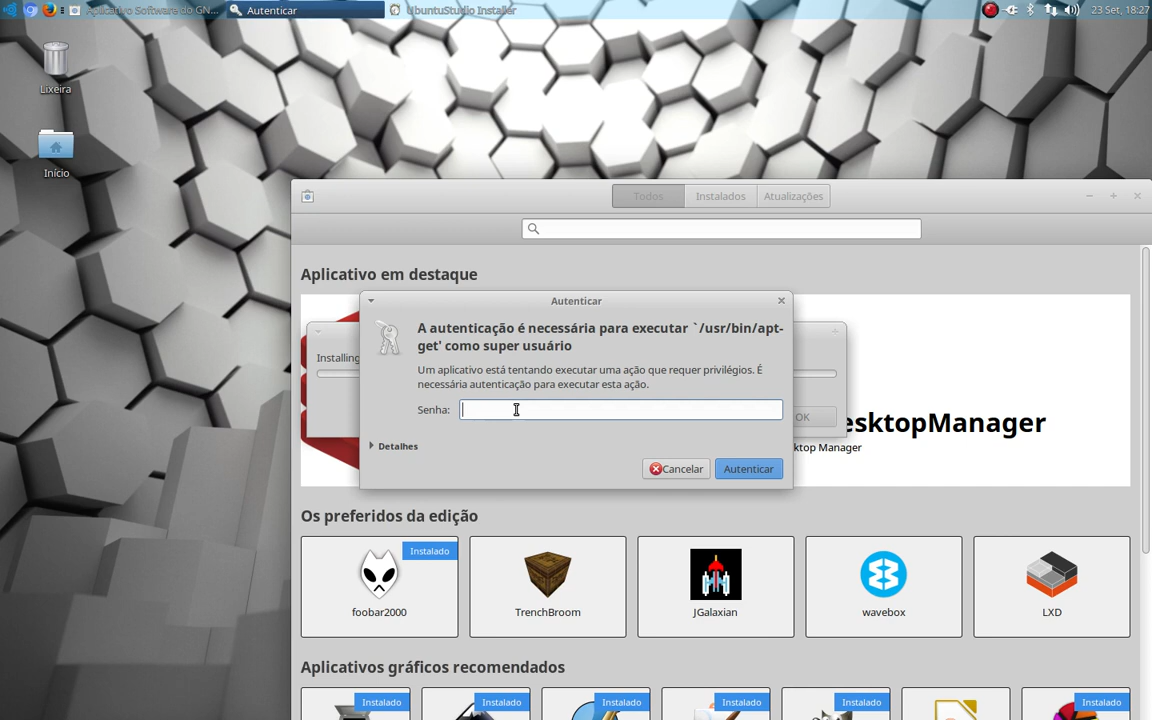 Aplicativo Software do GN...
Autenticar
UbuntuStudio Installer
23 Set, 18:27
Lixeira
Início
Todos
Instalados
Atualizações
Aplicativo em destaque
Autenticar
A autenticação é necessária para executar `/usr/bin/apt-
get' como super usuário
Um aplicativo está tentando executar uma ação que requer privilégios. É
necessária autenticação para executar esta ação.
Senha:
Detalhes
Cancelar
Autenticar
Installing
OK
esktopManager
ktop Manager
Os preferidos da edição
Instalado
foobar2000
TrenchBroom
JGalaxian
wavebox
LXD
Aplicativos gráficos recomendados
Instalado
Instalado
Instalado
Instalado
Instalado
Instalado